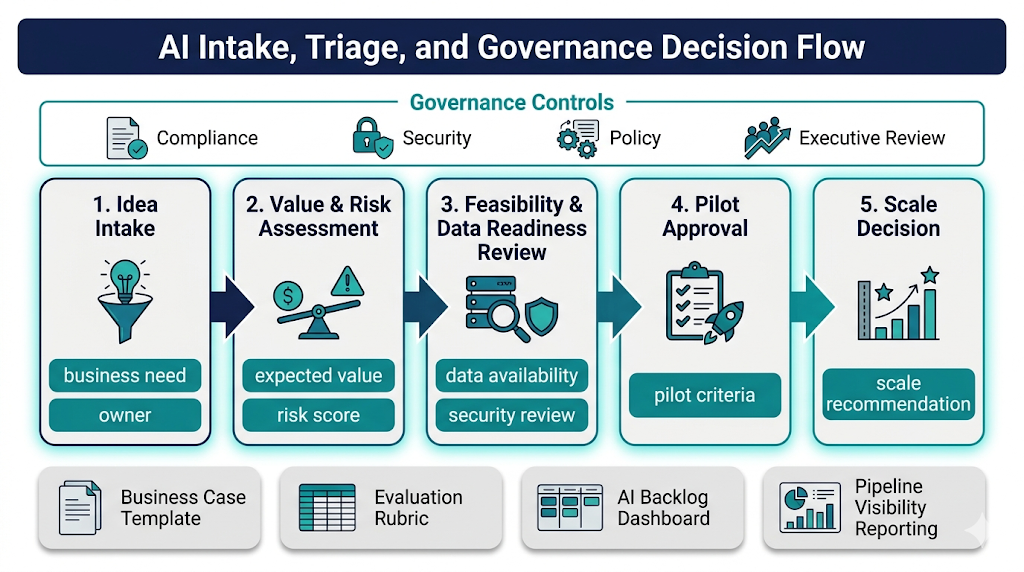 AI Intake, Triage, and Governance Decision Flow
Governance Controls
Compliance
Security
Policy
Executive Review
1. Idea
Intake
business need
owner
2. Value & Risk
Assessment
$
expected value
risk score
3. Feasibility &
Data Readiness
Review
data availability
security review
4. Pilot
Approval
pilot criteria
5. Scale
Decision
scale
recommendation
Business Case
Template
Evaluation
Rubric
AI Backlog
Dashboard
Pipeline
Visibility
Reporting